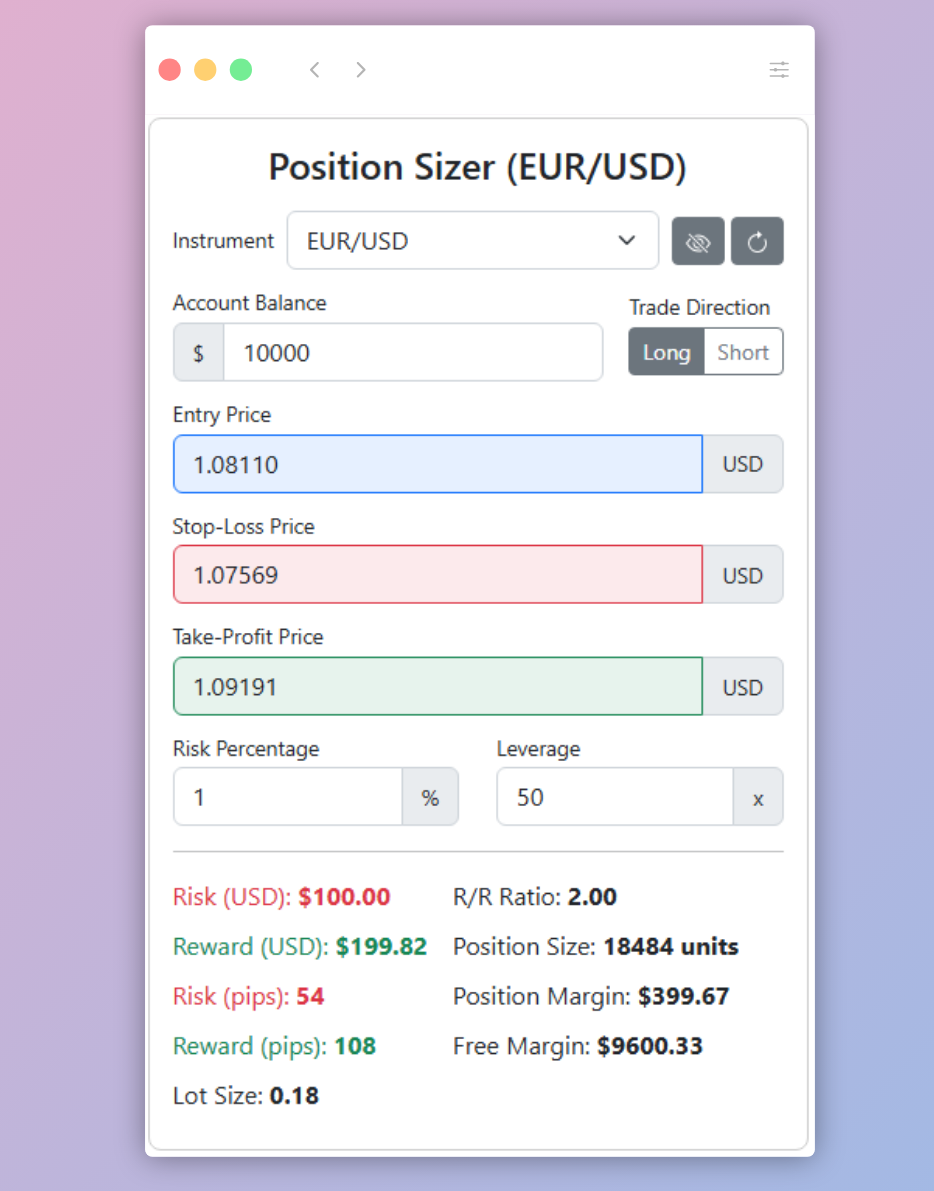 Position Sizer (EUR/USD)
Instrument EUR/USD
Account Balance
$ 10000
Trade Direction
Long Short
Entry Price
1.08110 USD
Stop-Loss Price
1.07569 USD
Take-Profit Price
1.09191 USD
Risk Percentage
1 %
Leverage
50 x
Risk (USD): $100.00
R/R Ratio: 2.00
Reward (USD): $199.82
Position Size: 18484 units
Risk (pips): 54
Position Margin: $399.67
Reward (pips): 108
Free Margin: $9600.33
Lot Size: 0.18